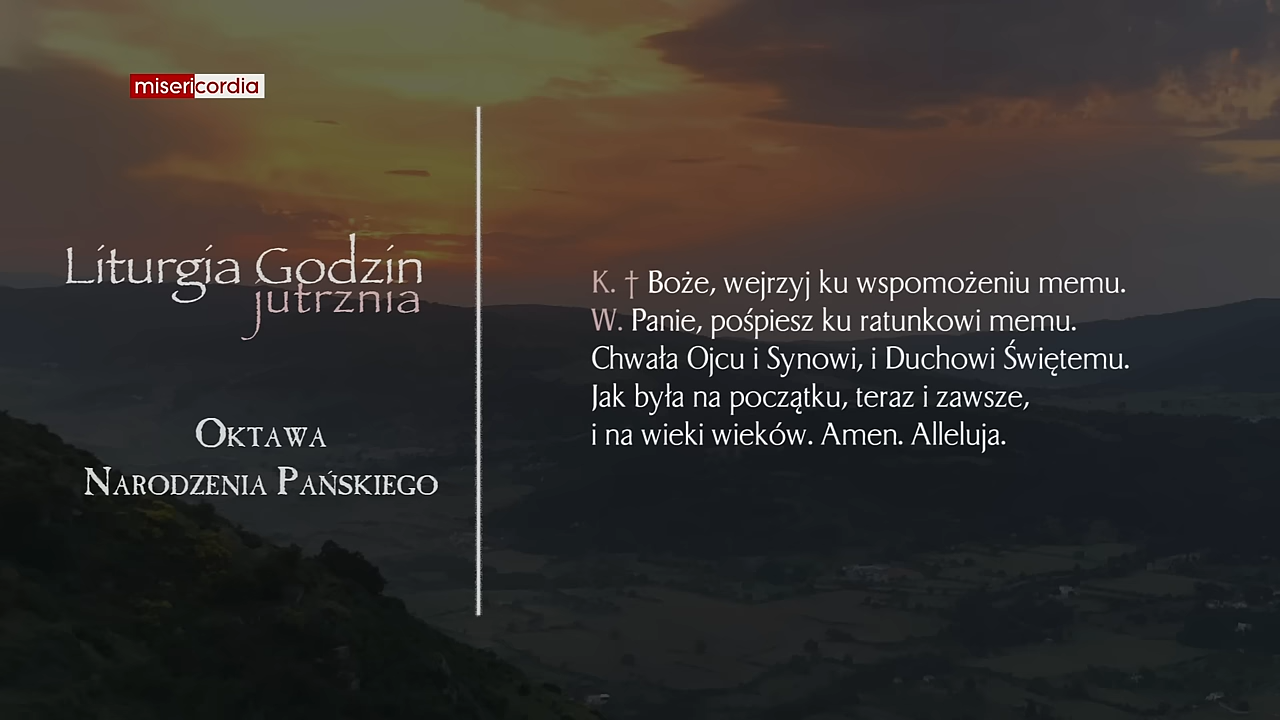 misericordia
Liturgia Godzin
jutrznia
Oktawa
Narodzenia Pańskiego
K. † Boże, wejrzyj ku wspomożeniu memu.
W. Panie, pośpiesz ku ratunkowi memu.
Chwała Ojcu i Synowi, i Duchowi Świętemu.
Jak była na początku, teraz i zawsze,
i na wieki wieków. Amen. Alleluja.